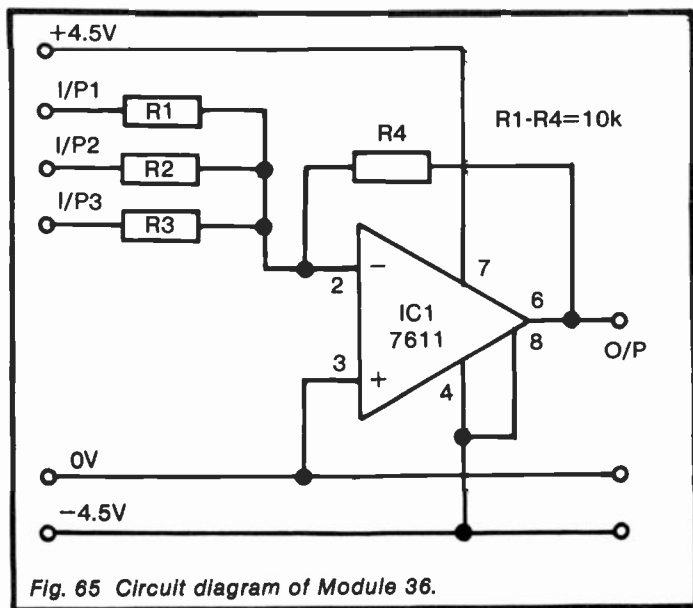 +4.5V
I/P1
R1
R1-R4=10k
R4
I/P2
R2
I/P3
R3
7
2
−
IC1
7611
6
8
O/P
3
+
4
0V
−4.5V
Fig. 65 Circuit diagram of Module 36.